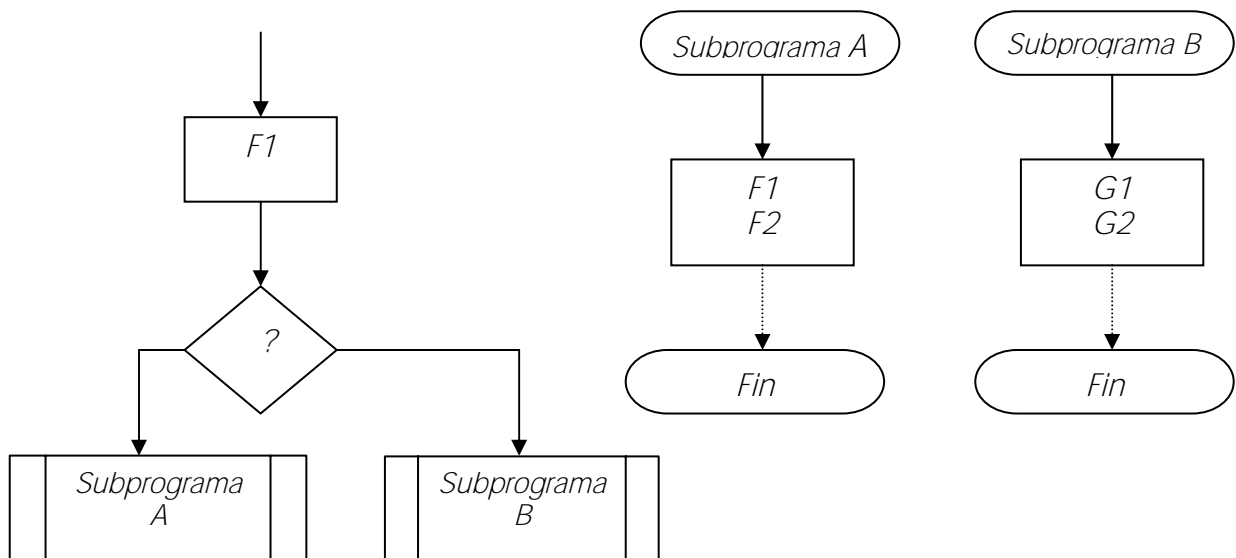 Subprograma A
Subprograma B
F1
F1
F2
G1
G2
?
Fin
Fin
Subprograma
A
Subprograma
B